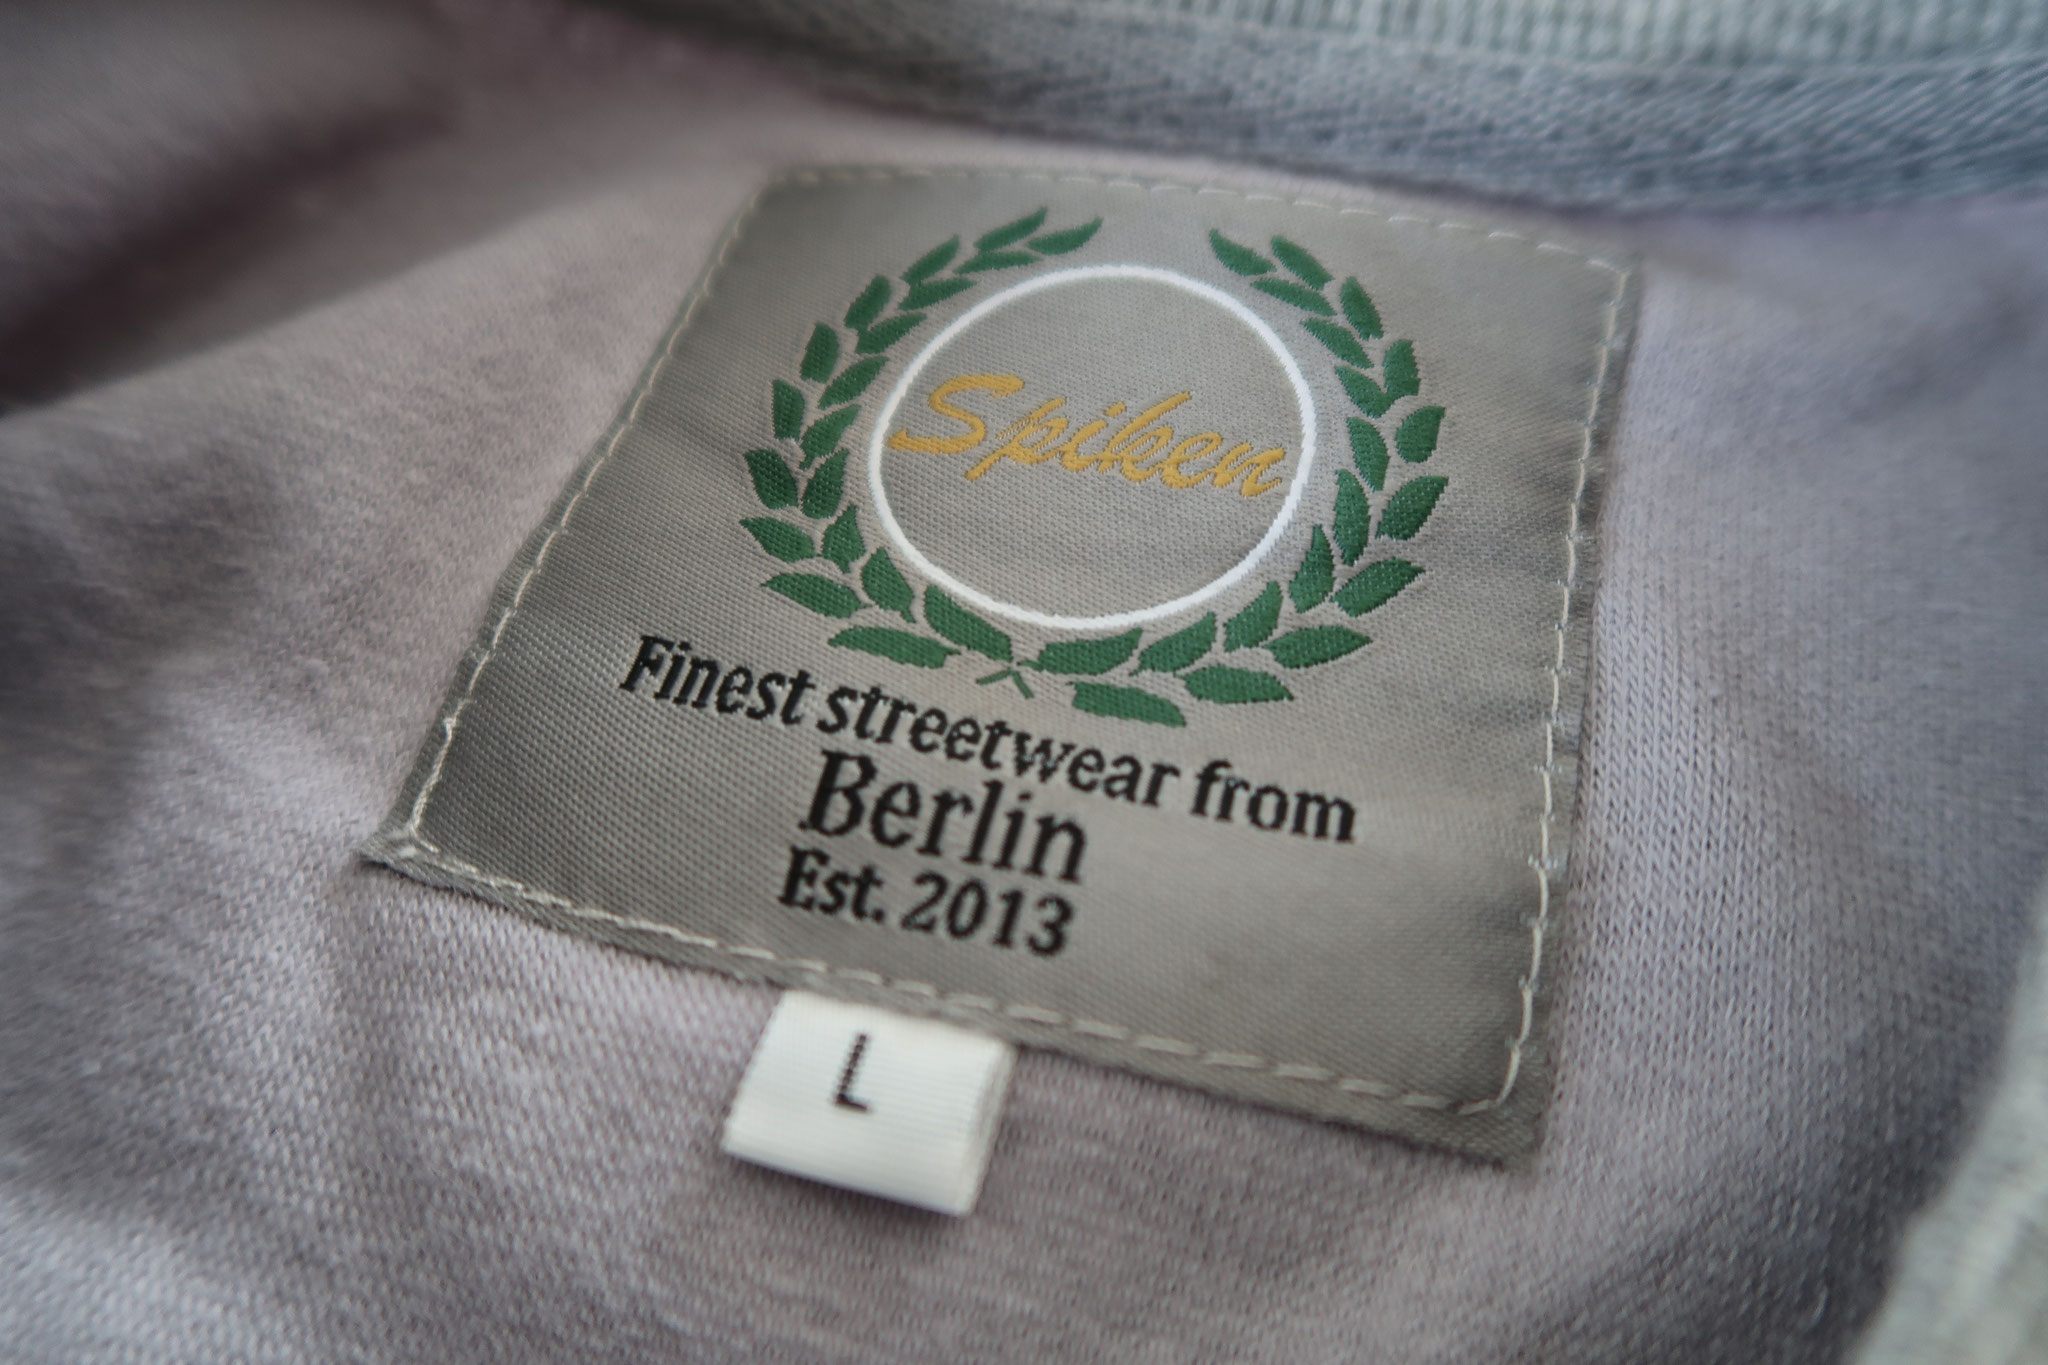 Spiken
Finest streetwear from
Berlin
Est. 2013
L